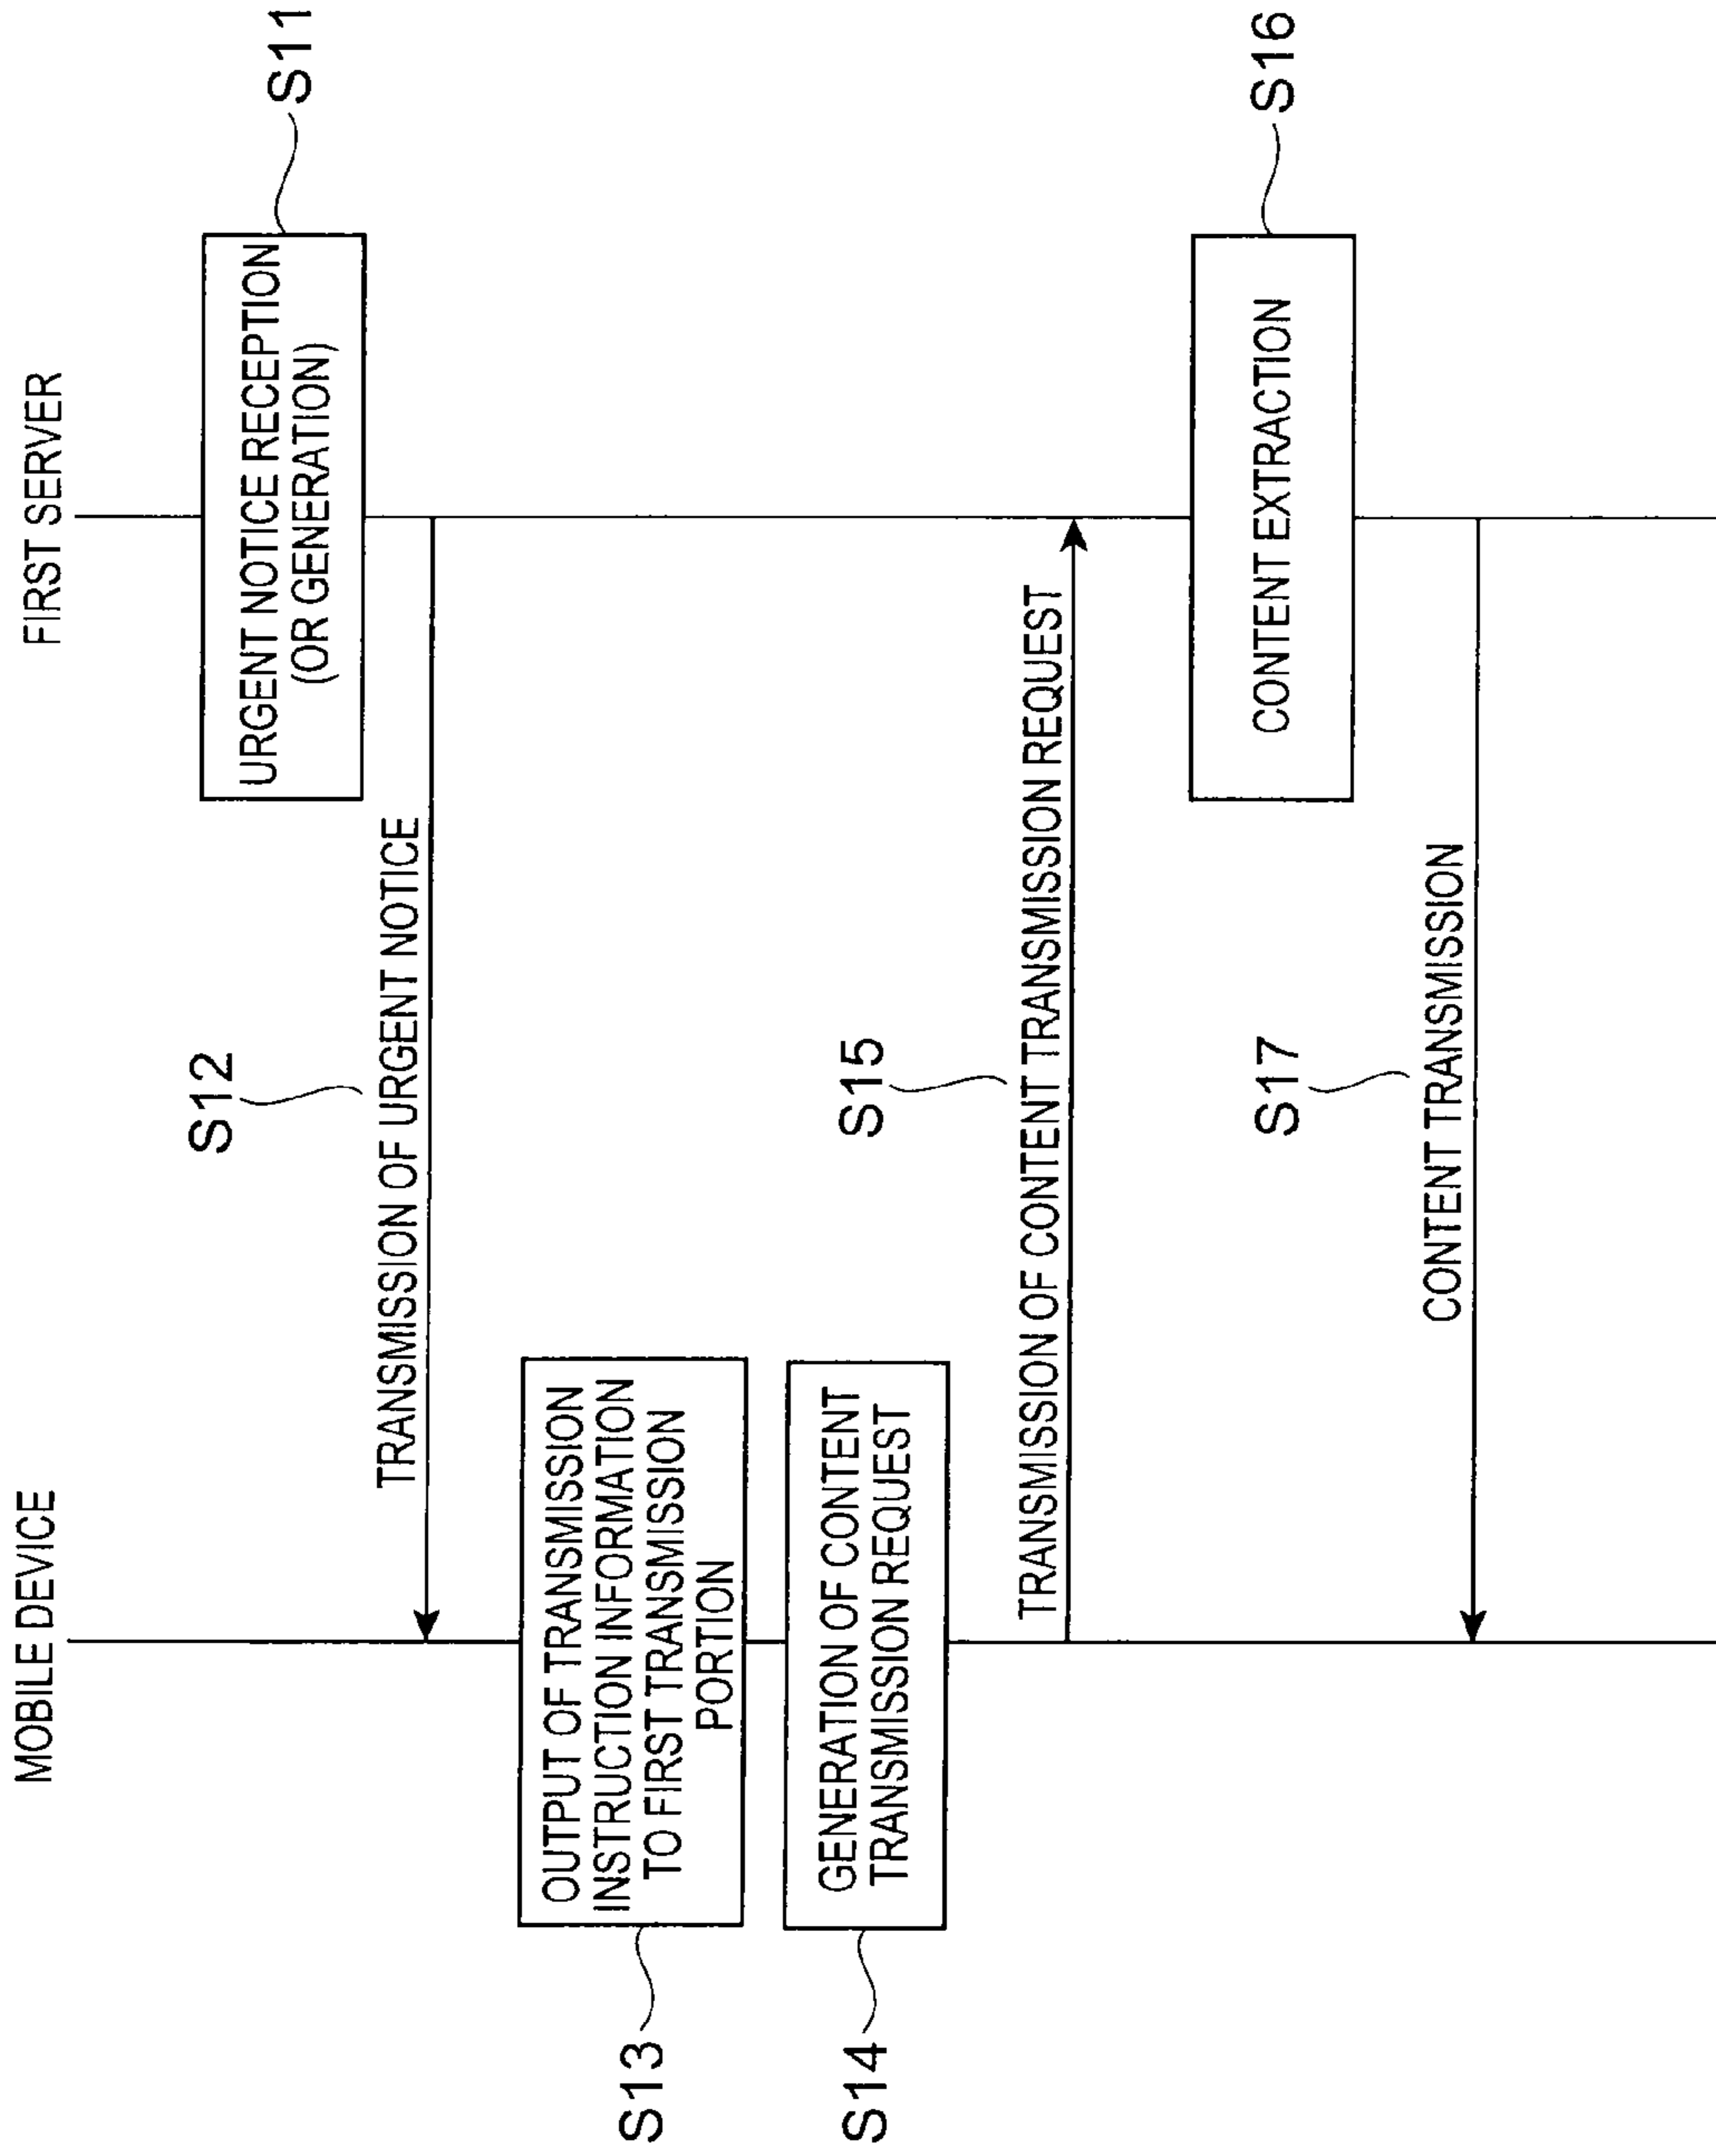 MOBILE DEVICE
FIRST SERVER
URGENT NOTICE RECEPTION
(OR GENERATION)
S11
S12
TRANSMISSION OF URGENT NOTICE
OUTPUT OF TRANSMISSION
INSTRUCTION INFORMATION
TO FIRST TRANSMISSION
PORTION
S13
GENERATION OF CONTENT
TRANSMISSION REQUEST
S14
S15
TRANSMISSION OF CONTENT TRANSMISSION REQUEST
CONTENT EXTRACTION
S16
S17
CONTENT TRANSMISSION